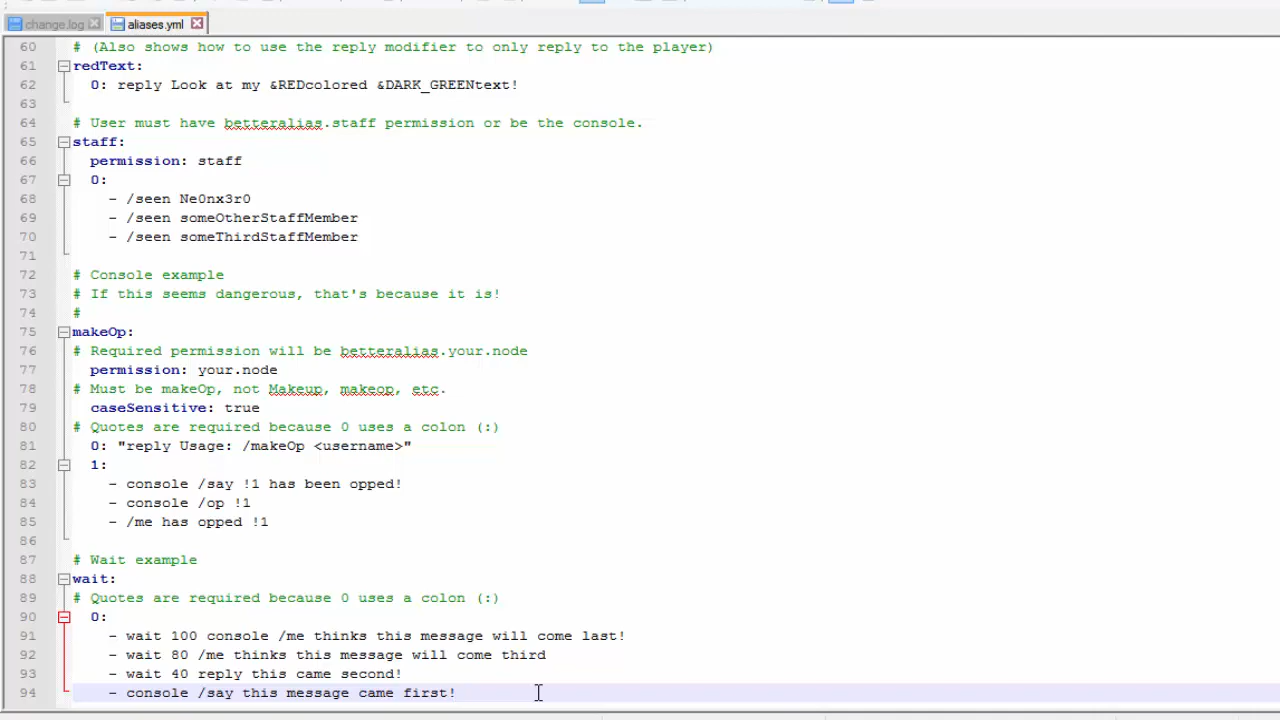 change.log
aliases.yml
60 # (Also shows how to use the reply modifier to only reply to the player)
61 redText:
62 0: reply Look at my &REDcolored &DARK_GREENtext!
63
64 # User must have betteralias.staff permission or be the console.
65 staff:
66 permission: staff
67 0:
68 - /seen Ne0nx3r0
69 - /seen someOtherStaffMember
70 - /seen someThirdStaffMember
71
72 # Console example
73 # If this seems dangerous, that's because it is!
74 #
75 makeOp:
76 # Required permission will be betteralias.your.node
77 permission: your.node
78 # Must be makeOp, not Makeup, makeop, etc.
79 caseSensitive: true
80 # Quotes are required because 0 uses a colon (:)
81 0: "reply Usage: /makeOp <username>"
82 1:
83 - console /say !1 has been opped!
84 - console /op !1
85 - /me has opped !1
86
87 # Wait example
88 wait:
89 # Quotes are required because 0 uses a colon (:)
90 0:
91 - wait 100 console /me thinks this message will come last!
92 - wait 80 /me thinks this message will come third
93 - wait 40 reply this came second!
94 - console /say this message came first!